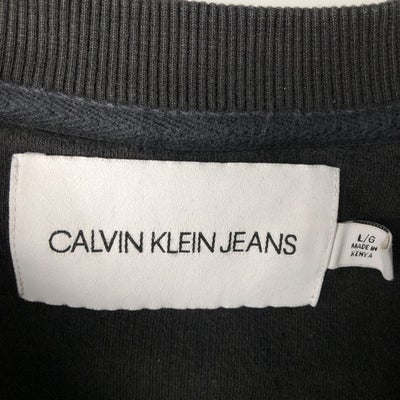 CALVIN KLEIN JEANS
L/G
MADE IN
KENYA